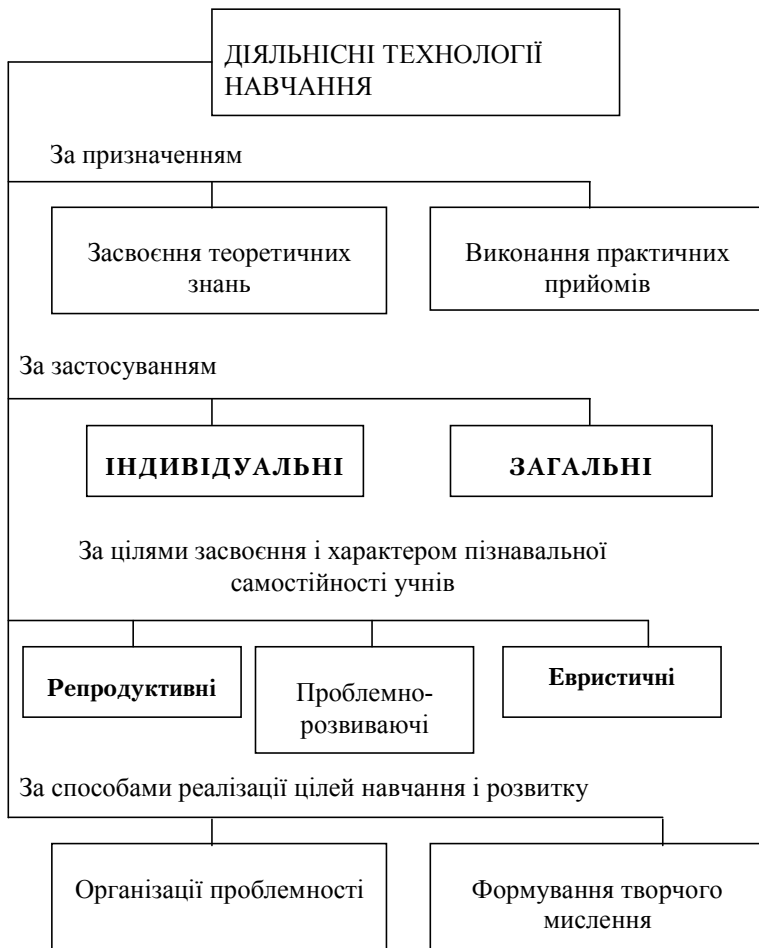 ДІЯЛЬНІСНІ ТЕХНОЛОГІЇ
НАВЧАННЯ
За призначенням
Засвоєння теоретичних
знань
Виконання практичних
прийомів
За застосуванням
ІНДИВІДУАЛЬНІ
ЗАГАЛЬНІ
За цілями засвоєння і характером пізнавальної
самостійності учнів
Репродуктивні
Проблемно-
розвиваючі
Евристичні
За способами реалізації цілей навчання і розвитку
Організації проблемності
Формування творчого
мислення